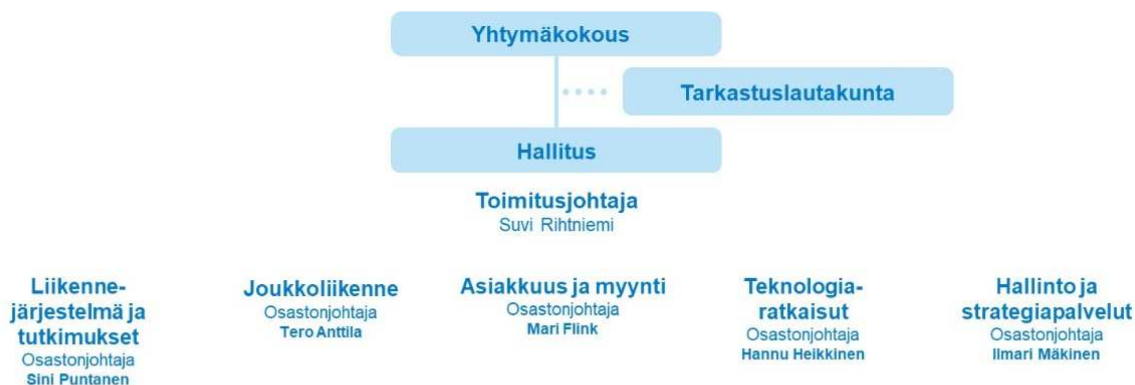 Yhtymäkokous
Tarkastuslautakunta
Hallitus
Toimitusjohtaja
Suvi Rihtniemi
Liikenne-
järjestelmä ja
tutkimukset
Osastonjohtaja
Sini Puntanen
Joukkoliikenne
Osastonjohtaja
Tero Anttila
Asiakkuus ja myynti
Osastonjohtaja
Mari Flink
Teknologia-
ratkaisut
Osastonjohtaja
Hannu Heikkinen
Hallinto ja
strategiapalvelut
Osastonjohtaja
Ilmari Mäkinen